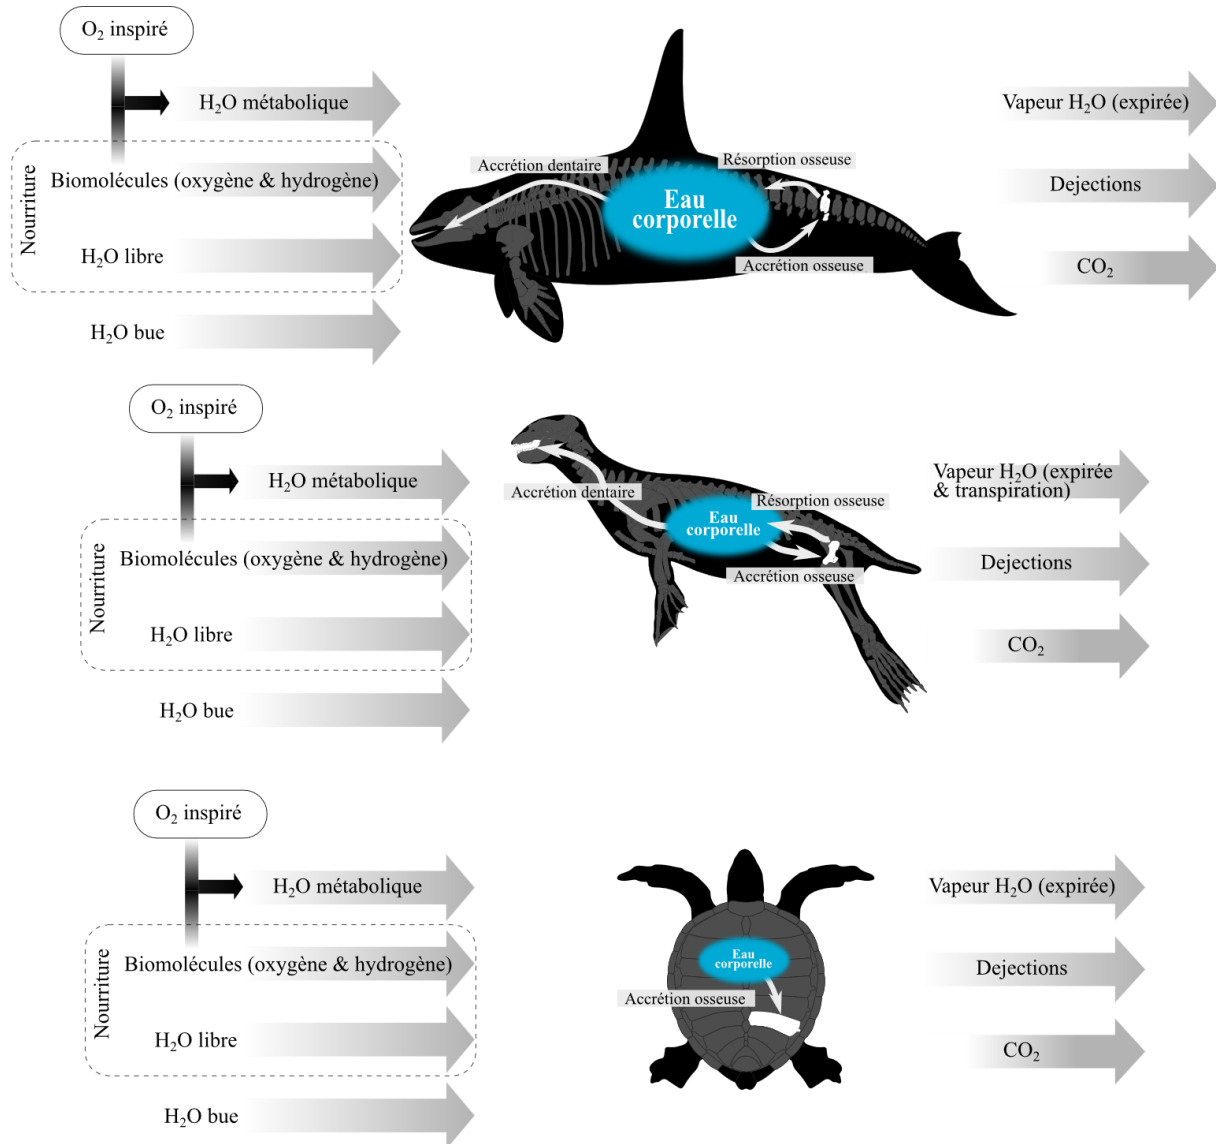 O₂ inspiré
H₂O métabolique
Nourriture
Biomolécules (oxygène & hydrogène)
H₂O libre
H₂O bue
Accrétion dentaire
Résorption osseuse
Eau
corporelle
Accrétion osseuse
Vapeur H₂O (expirée)
Dejections
CO₂
O₂ inspiré
H₂O métabolique
Nourriture
Biomolécules (oxygène & hydrogène)
H₂O libre
H₂O bue
Accrétion dentaire
Résorption osseuse
Eau
corporelle
Accrétion osseuse
Vapeur H₂O (expirée
& transpiration)
Dejections
CO₂
O₂ inspiré
H₂O métabolique
Nourriture
Biomolécules (oxygène & hydrogène)
H₂O libre
H₂O bue
Eau
corporelle
Accrétion osseuse
Vapeur H₂O (expirée)
Dejections
CO₂